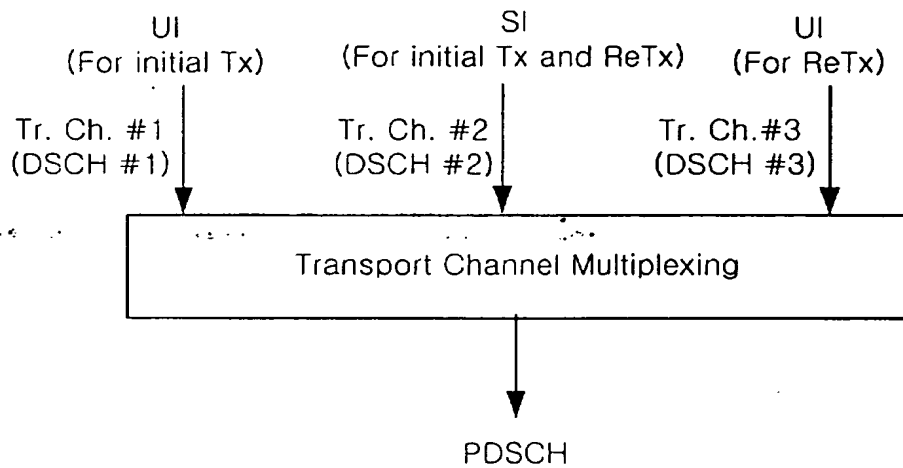 UI
(For initial Tx)
SI
(For initial Tx and ReTx)
UI
(For ReTx)
Tr. Ch. #1
(DSCH #1)
Tr. Ch. #2
(DSCH #2)
Tr. Ch.#3
(DSCH #3)
Transport Channel Multiplexing
PDSCH